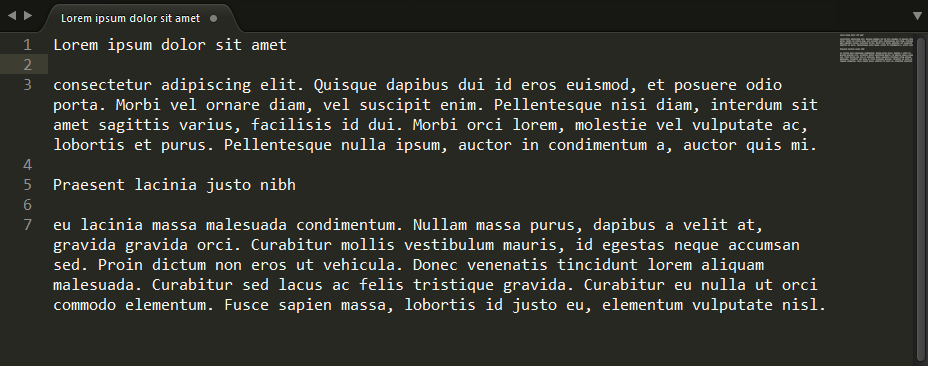 Lorem ipsum dolor sit amet
1 Lorem ipsum dolor sit amet
2
3 consectetur adipiscing elit. Quisque dapibus dui id eros euismod, et posuere odio
porta. Morbi vel ornare diam, vel suscipit enim. Pellentesque nisi diam, interdum sit
amet sagittis varius, facilisis id dui. Morbi orci lorem, molestie vel vulputate ac,
lobortis et purus. Pellentesque nulla ipsum, auctor in condimentum a, auctor quis mi.
4
5 Praesent lacinia justo nibh
6
7 eu lacinia massa malesuada condimentum. Nullam massa purus, dapibus a velit at,
gravida gravida orci. Curabitur mollis vestibulum mauris, id egestas neque accumsan
sed. Proin dictum non eros ut vehicula. Donec venenatis tincidunt lorem aliquam
malesuada. Curabitur sed lacus ac felis tristique gravida. Curabitur eu nulla ut orci
commodo elementum. Fusce sapien massa, lobortis id justo eu, elementum vulputate nisl.